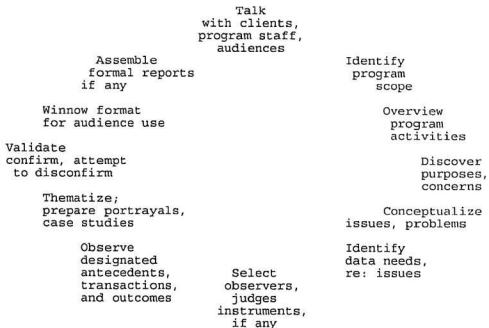 Talk
with clients,
program staff,
audiences
Identify
program
scope
Overview
program
activities
Discover
purposes,
concerns
Conceptualize
issues, problems
Identify
data needs,
re: issues
Select
observers,
judges
instruments,
if any
Observe
designated
antecedents,
transactions,
and outcomes
Thematize;
prepare portrayals,
case studies
Validate
confirm, attempt
to disconfirm
Winnow format
for audience use
Assemble
formal reports
if any